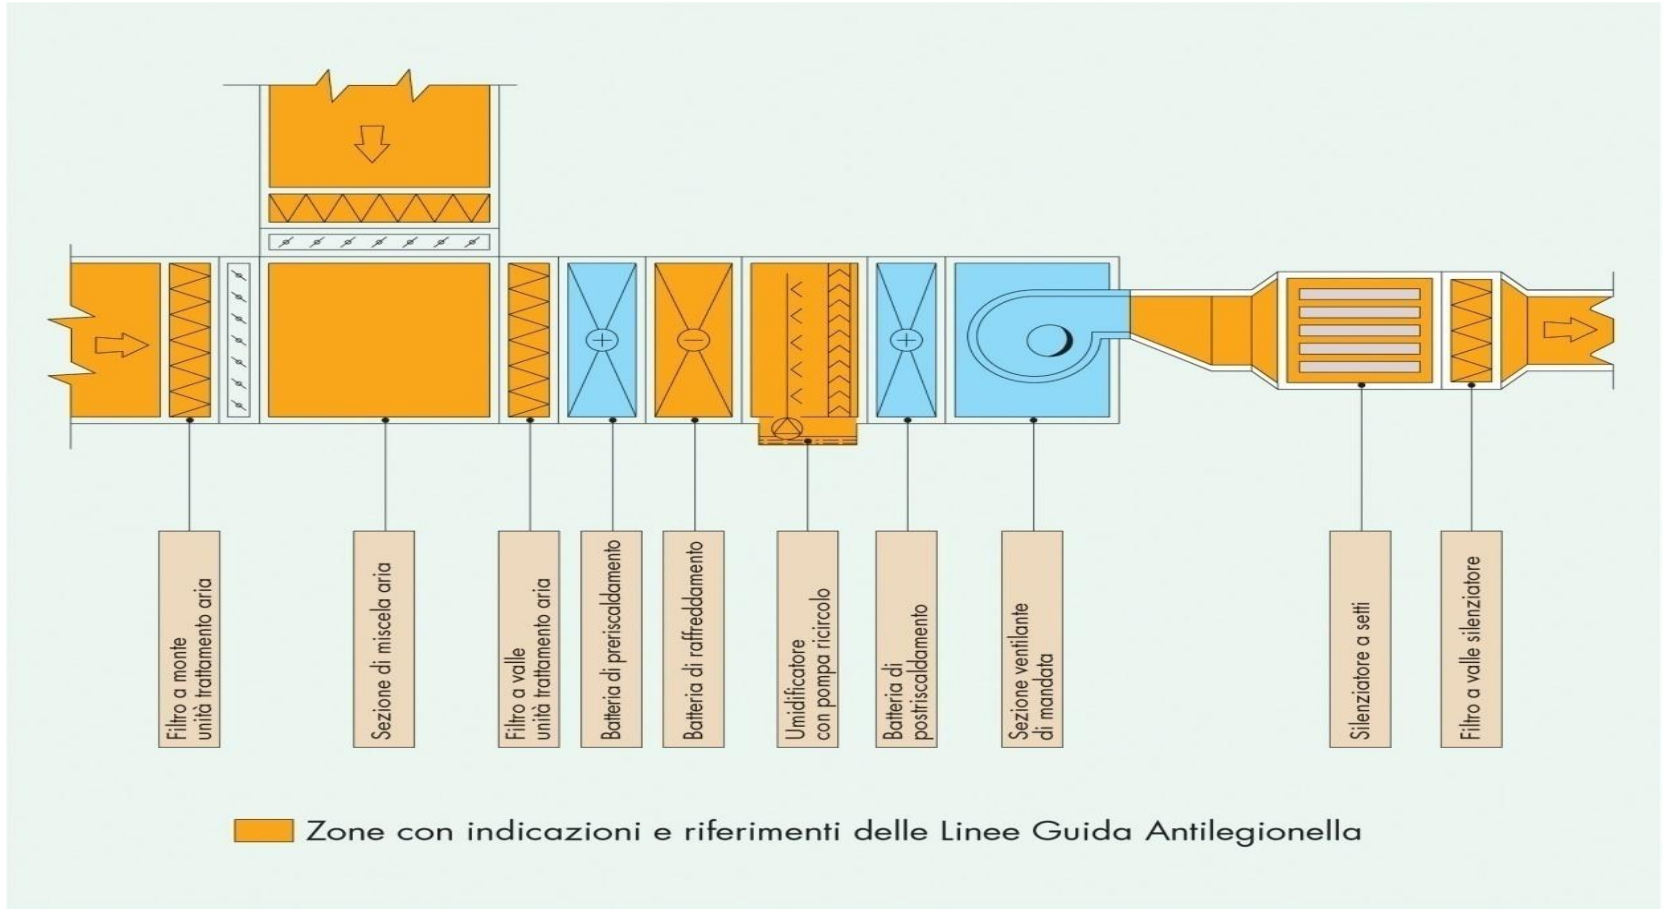 Filtro a monte
unità trattamento aria
Sezione di miscela aria
Filtro a valle
unità trattamento aria
Batteria di preriscaldamento
Batteria di raffreddamento
Umidificatore
con pompa ricircolo
Batteria di
postriscaldamento
Sezione ventilante
di mandata
Silenziatore a setti
Filtro a valle silenziatore
Zone con indicazioni e riferimenti delle Linee Guida Antilegionella